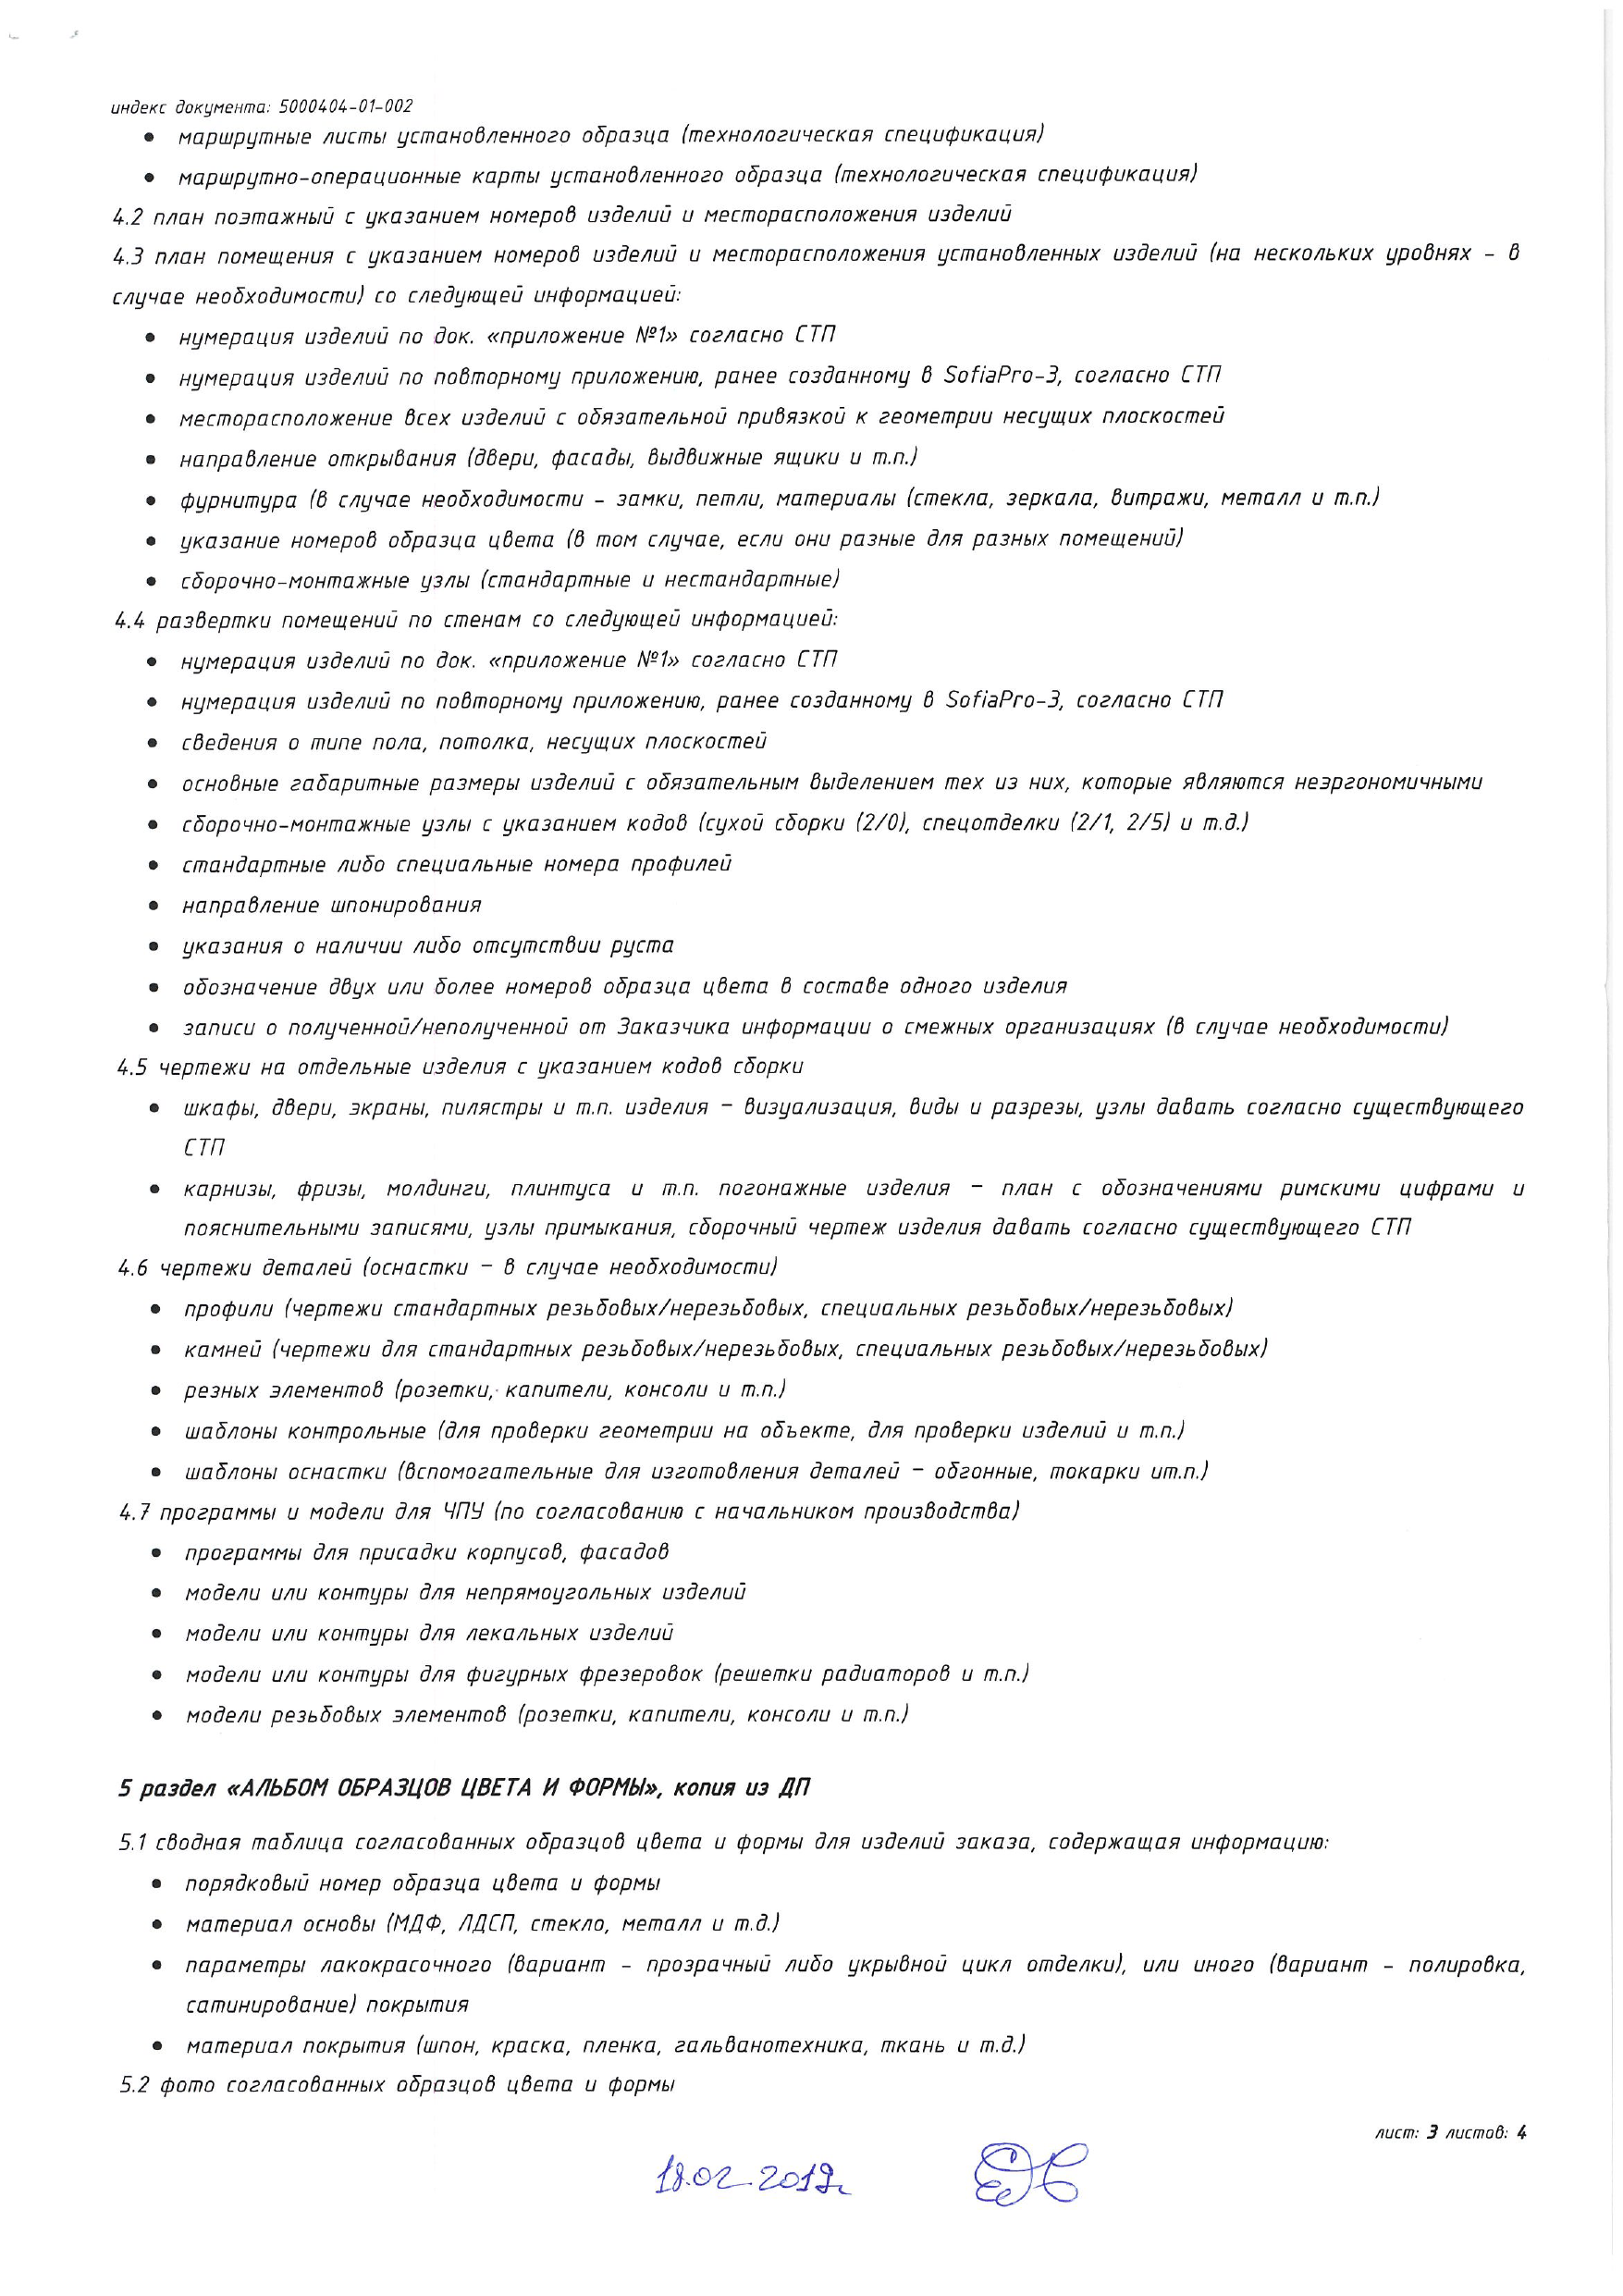 индекс документа: 5000404-01-002
• маршрутные листы установленного образца (технологическая спецификация)
• маршрутно-операционные карты установленного образца (технологическая спецификация)
4.2 план поэтажный с указанием номеров изделий и месторасположения изделий
4.3 план помещения с указанием номеров изделий и месторасположения установленных изделий (на нескольких уровнях - в
случае необходимости) со следующей информацией:
• нумерация изделий по док. «приложение №1» согласно СТП
• нумерация изделий по повторному приложению, ранее созданному в SofiaPro-3, согласно СТП
• месторасположение всех изделий с обязательной привязкой к геометрии несущих плоскостей
• направление открывания (двери, фасады, выдвижные ящики и т.п.)
• фурнитура (в случае необходимости - замки, петли, материалы (стекла, зеркала, витражи, металл и т.п.)
• указание номеров образца цвета (в том случае, если они разные для разных помещений)
• сборочно-монтажные узлы (стандартные и нестандартные)
4.4 развертки помещений по стенам со следующей информацией:
• нумерация изделий по док. «приложение №1» согласно СТП
• нумерация изделий по повторному приложению, ранее созданному в SofiaPro-3, согласно СТП
• сведения о типе пола, потолка, несущих плоскостей
• основные габаритные размеры изделий с обязательным выделением тех из них, которые являются неэргономичными
• сборочно-монтажные узлы с указанием кодов (сухой сборки (2/0), спецотделки (2/1, 2/5) и т.д.)
• стандартные либо специальные номера профилей
• направление шпонирования
• указания о наличии либо отсутствии руста
• обозначение двух или более номеров образца цвета в составе одного изделия
• записи о полученной/неполученной от Заказчика информации о смежных организациях (в случае необходимости)
4.5 чертежи на отдельные изделия с указанием кодов сборки
• шкафы, двери, экраны, пилястры и т.п. изделия – визуализация, виды и разрезы, узлы давать согласно существующего
СТП
• карнизы, фризы, молдинги, плинтуса и т.п. погонажные изделия – план с обозначениями римскими цифрами и
пояснительными записями, узлы примыкания, сборочный чертеж изделия давать согласно существующего СТП
4.6 чертежи деталей (оснастки – в случае необходимости)
• профили (чертежи стандартных резьбовых/нерезьбовых, специальных резьбовых/нерезьбовых)
• камней (чертежи для стандартных резьбовых/нерезьбовых, специальных резьбовых/нерезьбовых)
• резных элементов (розетки, капители, консоли и т.п.)
• шаблоны контрольные (для проверки геометрии на объекте, для проверки изделий и т.п.)
• шаблоны оснастки (вспомогательные для изготовления деталей – обгонные, токарки ит.п.)
4.7 программы и модели для ЧПУ (по согласованию с начальником производства)
• программы для присадки корпусов, фасадов
• модели или контуры для непрямоугольных изделий
• модели или контуры для лекальных изделий
• модели или контуры для фигурных фрезеровок (решетки радиаторов и т.п.)
• модели резьбовых элементов (розетки, капители, консоли и т.п.)
5 раздел «АЛЬБОМ ОБРАЗЦОВ ЦВЕТА И ФОРМЫ», копия из ДП
5.1 сводная таблица согласованных образцов цвета и формы для изделий заказа, содержащая информацию:
• порядковый номер образца цвета и формы
• материал основы (МДФ, ЛДСП, стекло, металл и т.д.)
• параметры лакокрасочного (вариант - прозрачный либо укрывной цикл отделки), или иного (вариант - полировка,
сатинирование) покрытия
• материал покрытия (шпон, краска, пленка, гальванотехника, ткань и т.д.)
5.2 фото согласованных образцов цвета и формы
лист: 3 листов: 4
18.02.2019г.